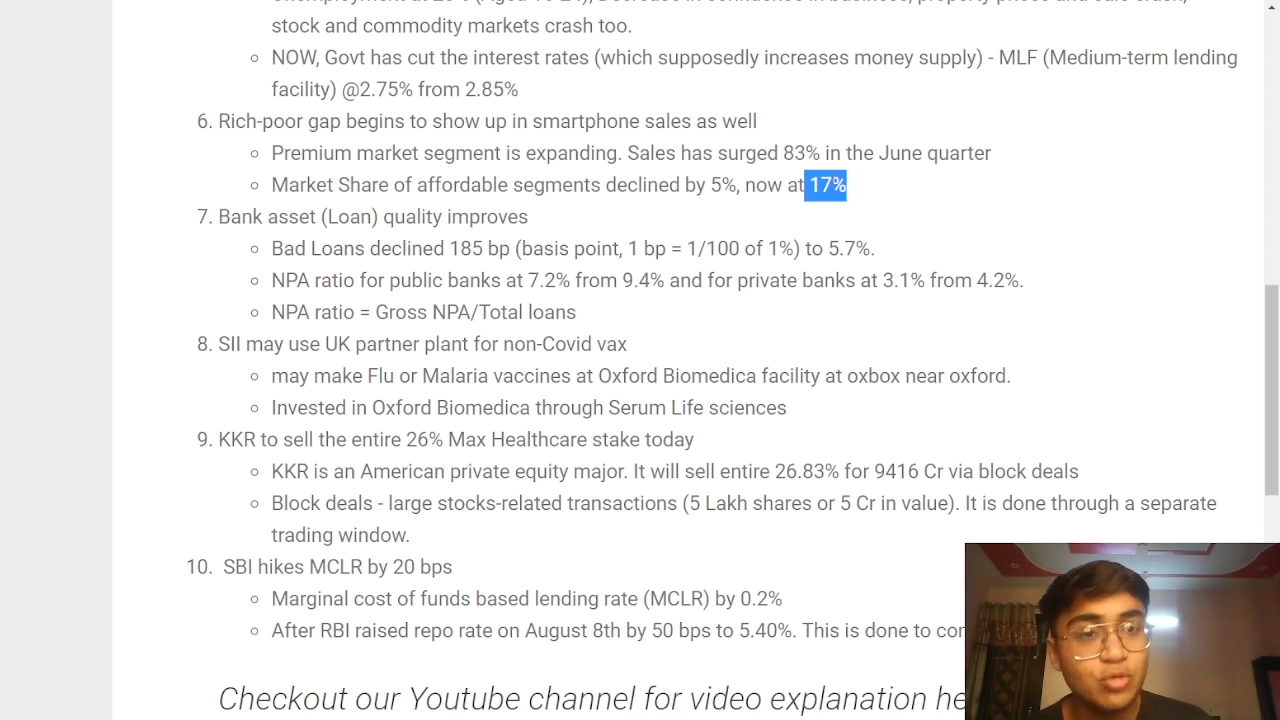 stock and commodity markets crash too.
NOW, Govt has cut the interest rates (which supposedly increases money supply) - MLF (Medium-term lending
facility) @2.75% from 2.85%
6. Rich-poor gap begins to show up in smartphone sales as well
Premium market segment is expanding. Sales has surged 83% in the June quarter
Market Share of affordable segments declined by 5%, now at 17%
7. Bank asset (Loan) quality improves
Bad Loans declined 185 bp (basis point, 1 bp = 1/100 of 1%) to 5.7%.
NPA ratio for public banks at 7.2% from 9.4% and for private banks at 3.1% from 4.2%.
NPA ratio = Gross NPA/Total loans
8. SII may use UK partner plant for non-Covid vax
may make Flu or Malaria vaccines at Oxford Biomedica facility at oxbox near oxford.
Invested in Oxford Biomedica through Serum Life sciences
9. KKR to sell the entire 26% Max Healthcare stake today
KKR is an American private equity major. It will sell entire 26.83% for 9416 Cr via block deals
Block deals - large stocks-related transactions (5 Lakh shares or 5 Cr in value). It is done through a separate
trading window.
10. SBI hikes MCLR by 20 bps
Marginal cost of funds based lending rate (MCLR) by 0.2%
After RBI raised repo rate on August 8th by 50 bps to 5.40%. This is done to
Checkout our Youtube channel for video explanation